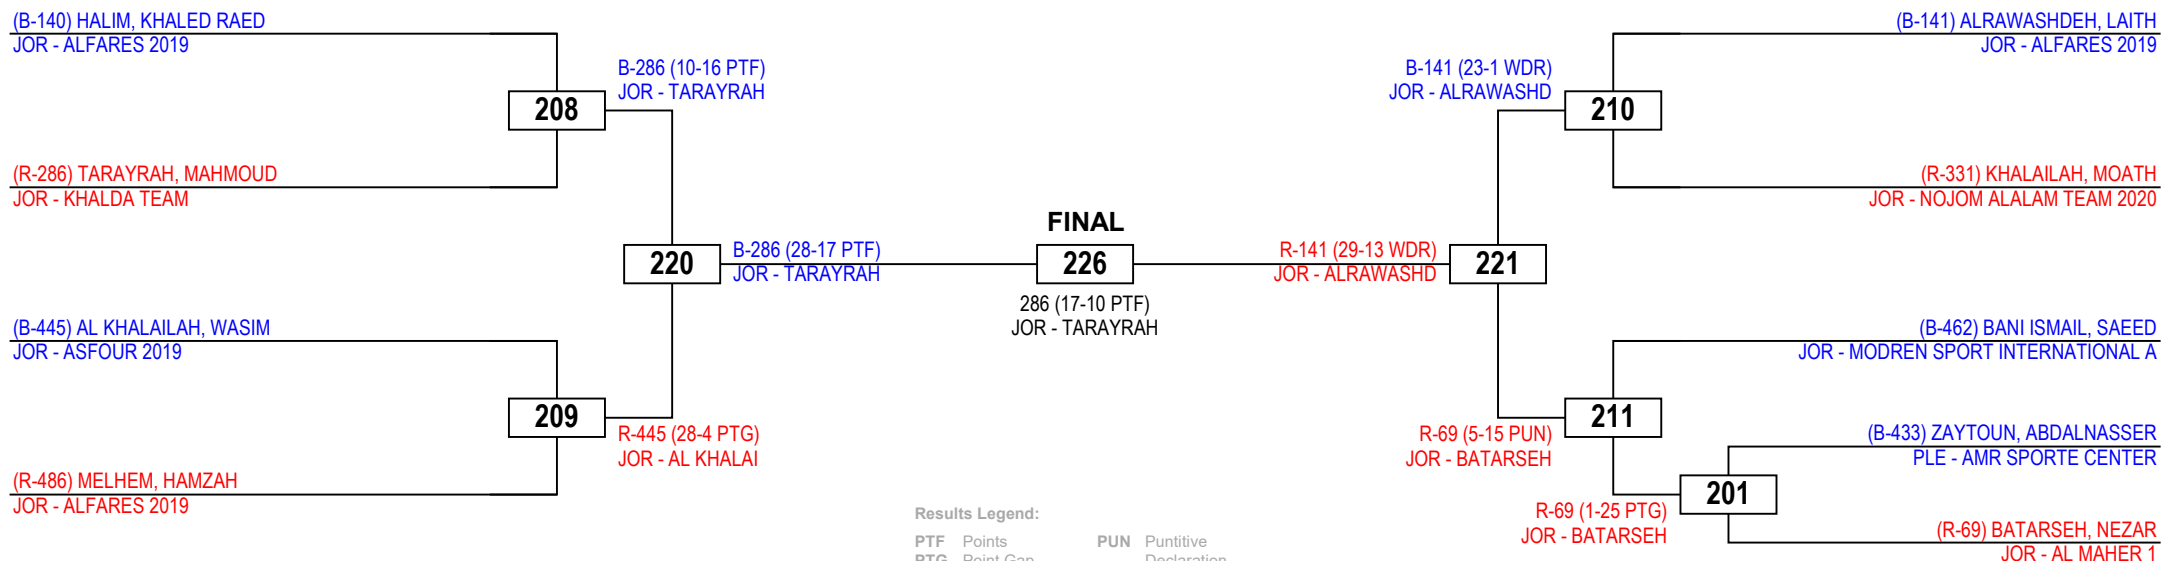 (B-140) HALIM, KHALED RAED
JOR - ALFARES 2019
(R-286) TARAYRAH, MAHMOUD
JOR - KHALDA TEAM
(B-445) AL KHALAILAH, WASIM
JOR - ASFOUR 2019
(R-486) MELHEM, HAMZAH
JOR - ALFARES 2019
208
209
B-286 (10-16 PTF)
JOR - TARAYRAH
R-445 (28-4 PTG)
JOR - AL KHALAI
220
B-286 (28-17 PTF)
JOR - TARAYRAH
FINAL
226
286 (17-10 PTF)
JOR - TARAYRAH
R-141 (29-13 WDR)
JOR - ALRAWASHD
221
B-141 (23-1 WDR)
JOR - ALRAWASHD
R-69 (5-15 PUN)
JOR - BATARSEH
210
211
R-69 (1-25 PTG)
JOR - BATARSEH
201
(B-141) ALRAWASHDEH, LAITH
JOR - ALFARES 2019
(R-331) KHALAILAH, MOATH
JOR - NOJOM ALALAM TEAM 2020
(B-462) BANI ISMAIL, SAEED
JOR - MODREN SPORT INTERNATIONAL A
(B-433) ZAYTOUN, ABDALNASSER
PLE - AMR SPORTE CENTER
(R-69) BATARSEH, NEZAR
JOR - AL MAHER 1
Results Legend:
PTF Points PUN Puntitive
PTG Point Gap Declaration